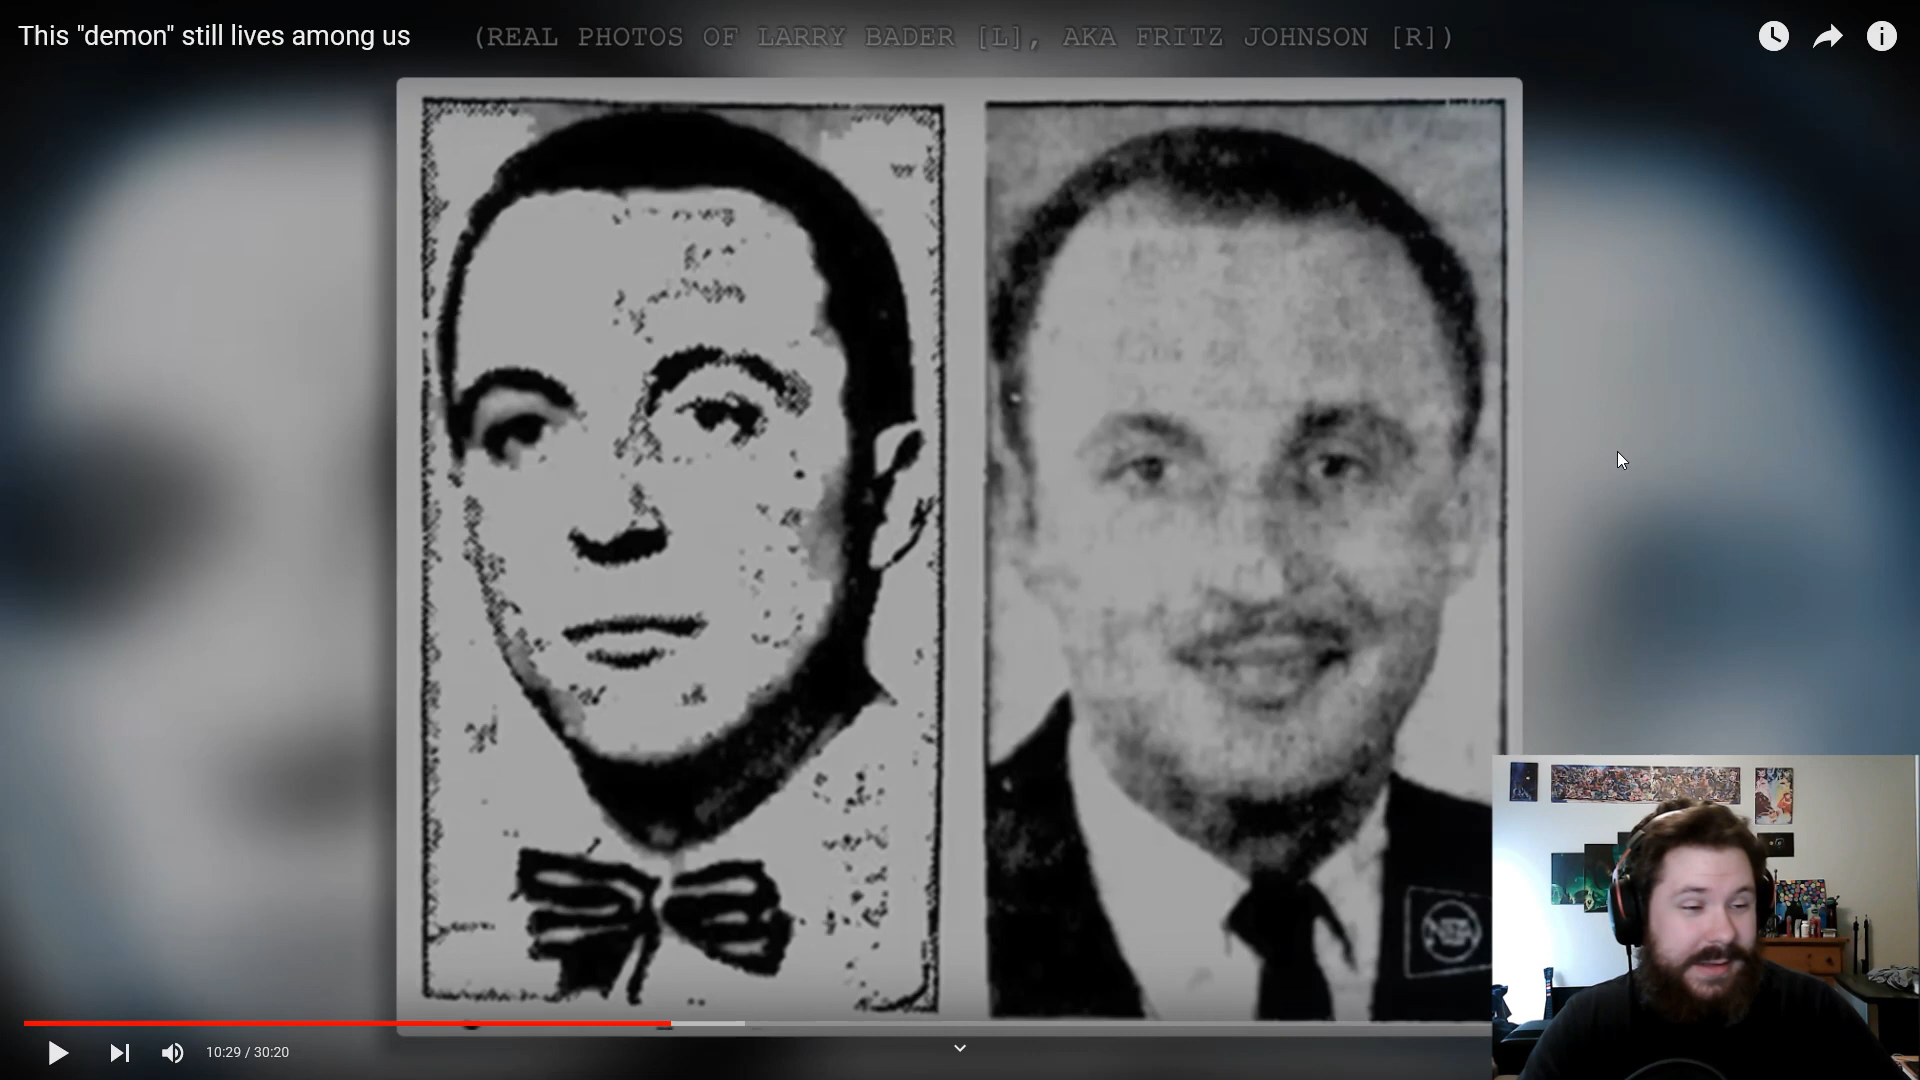 This "demon" still lives among us
(REAL PHOTOS OF LARRY BADER [L], AKA FRITZ JOHNSON [R])
10:29 / 30:20